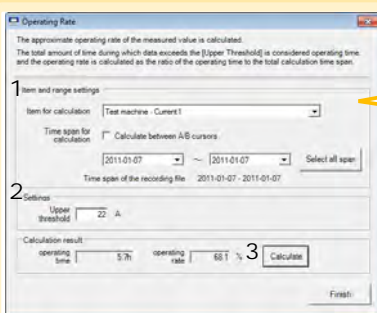 Operating Rate
The approximate operating rate of the measured value is calculated.
The total amount of time during which data exceeds the [Upper Threshold] is considered operating time
and the operating rate is calculated as the ratio of the operating time to the total calculation time span.
1
Item and range settings
Item for calculation Test machine - Current1
Time span for
calculation
Calculate between A/B cursors
2011-01-07 ~ 2011-01-07 Select all span
Time span of the recording file 2011-01-07 - 2011-01-07
2
Settings
Upper
threshold
22 A
Calculation result
operating
time
5.7h
operating
rate
68.1 %
3
Calculate
Finish